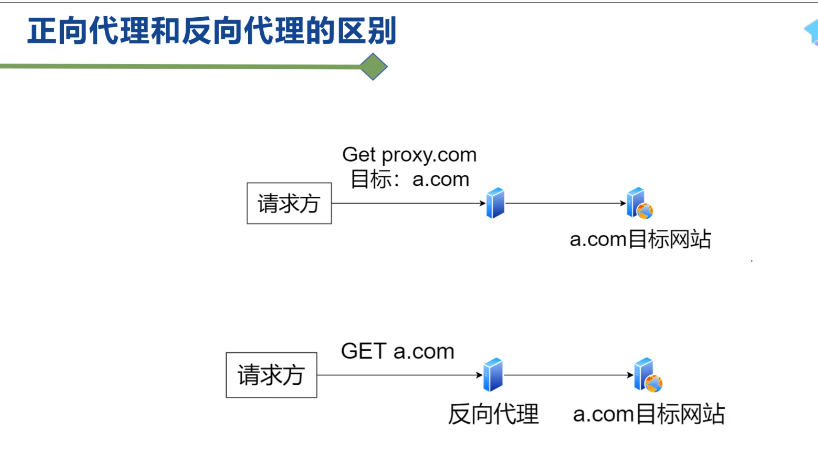 正向代理和反向代理的区别
Get proxy.com
目标：a.com
请求方
a.com目标网站
GET a.com
请求方
反向代理
a.com目标网站